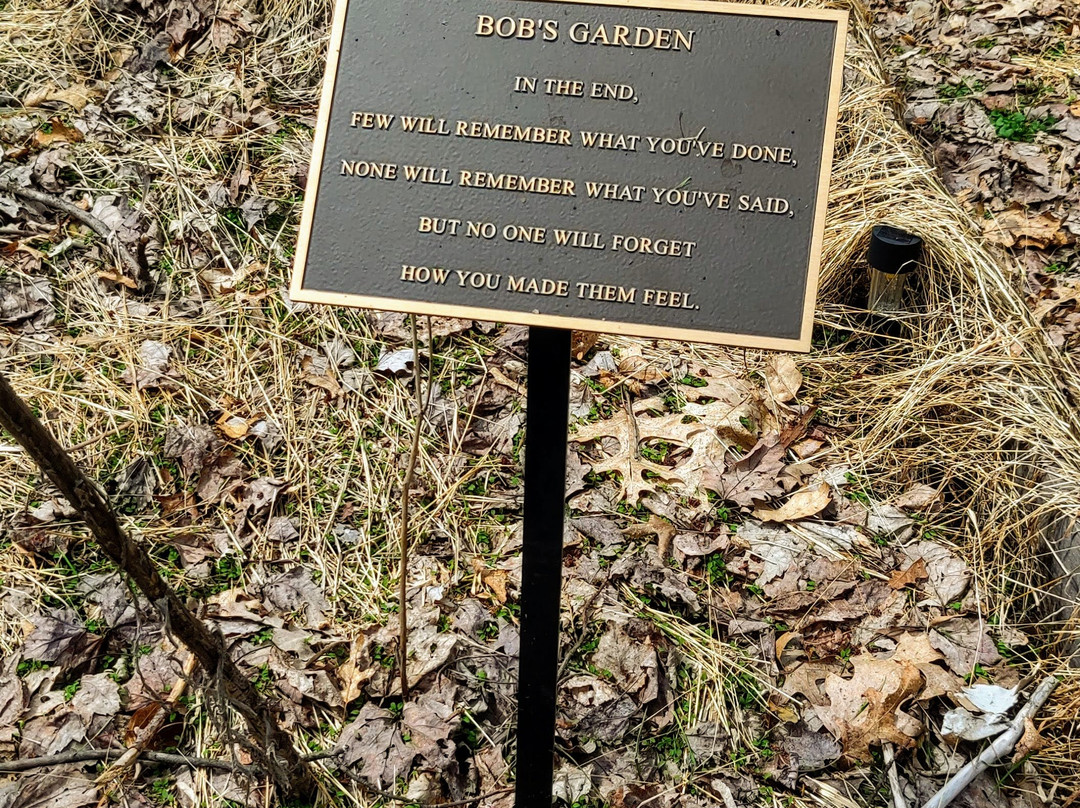 BOB'S GARDEN
IN THE END,
FEW WILL REMEMBER WHAT YOU'VE DONE,
NONE WILL REMEMBER WHAT YOU'VE SAID,
BUT NO ONE WILL FORGET
HOW YOU MADE THEM FEEL.